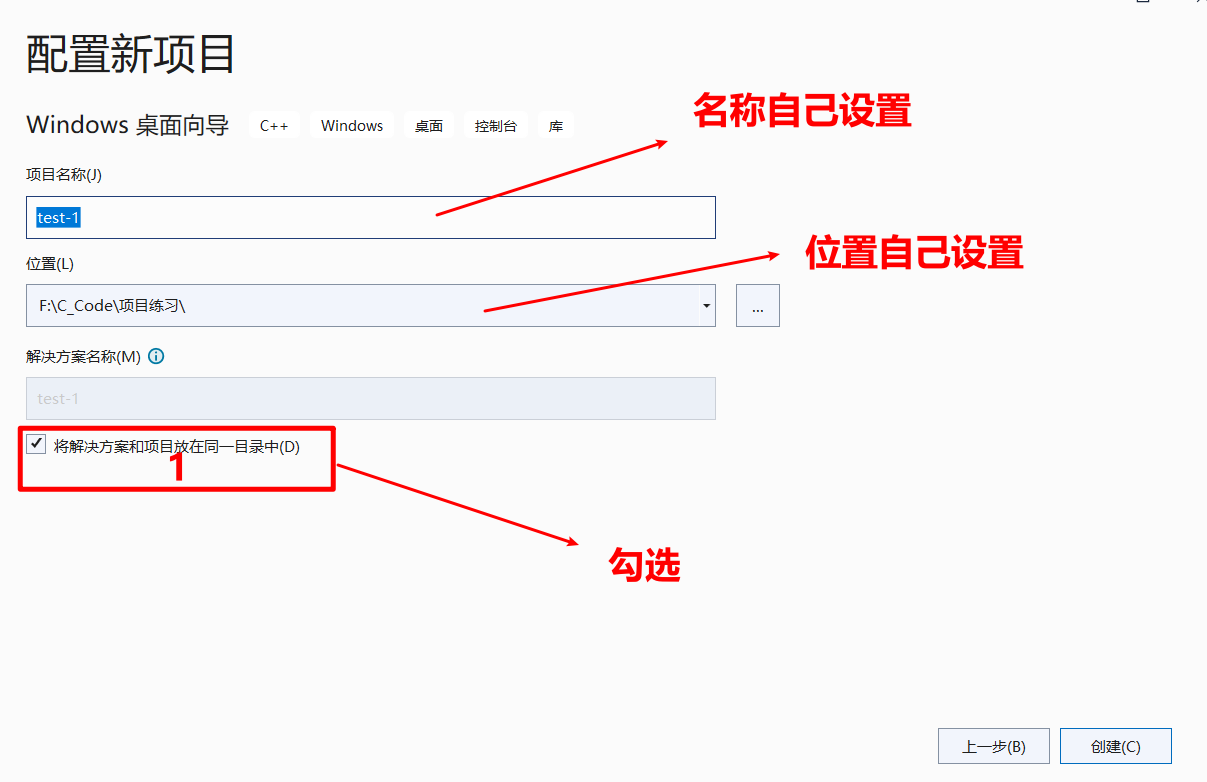 配置新项目
名称自己设置
Windows 桌面向导 C++ Windows 桌面 控制台 库
项目名称(J)
test-1
位置自己设置
位置(L)
F:\C_Code\项目练习\
...
解决方案名称(M)
test-1
将解决方案和项目放在同一目录中(D)
1
勾选
上一步(B) 创建(C)